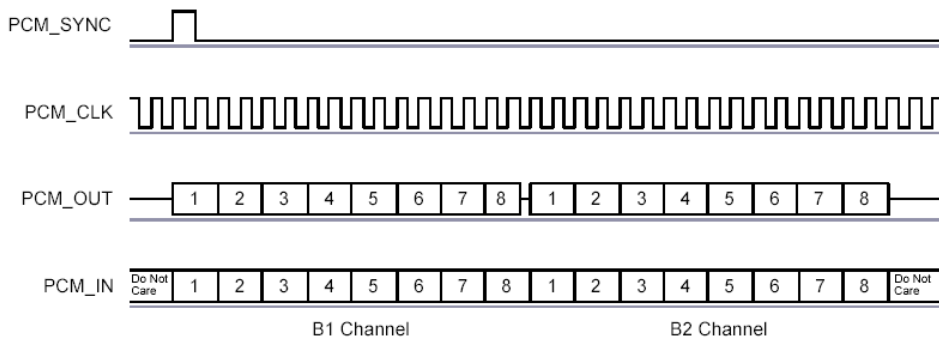 PCM_SYNC
PCM_CLK
PCM_OUT 1 2 3 4 5 6 7 8 1 2 3 4 5 6 7 8
PCM_IN Do Not Care 1 2 3 4 5 6 7 8 1 2 3 4 5 6 7 8 Do Not Care
B1 Channel B2 Channel